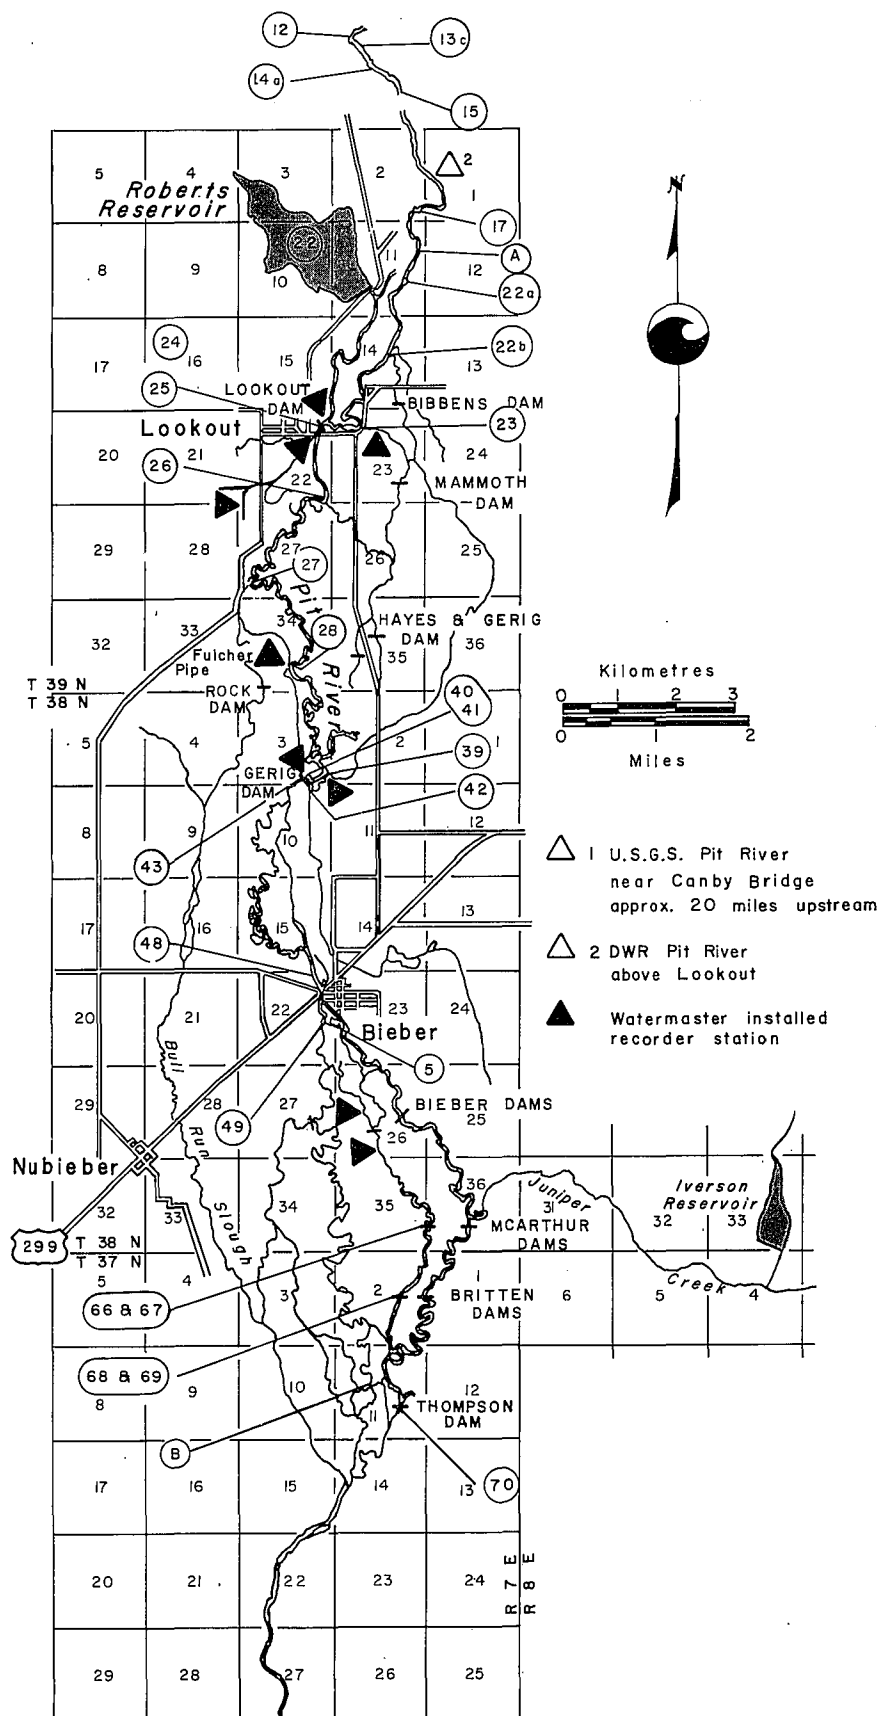 12
13c
14a
15
5
4
3
2
2
1
Roberts
Reservoir
22
17
A
22a
8
9
10
11
12
N
24
17
16
15
14
13
22b
25
LOOKOUT
DAM
BIBBENS DAM
23
Lookout
20
21
22
23
24
26
MAMMOTH
DAM
29
28
27
27
26
25
Pit
River
32
33
34
28
35
36
HAYES & GERIG
DAM
Fulcher
Pipe
ROCK
DAM
T 39 N
T 38 N
40
41
39
42
5
4
3
2
1
GERIG
DAM
43
8
9
10
11
12
Kilometres
0 1 2 3
0 1 2
Miles
1 U.S.G.S. Pit River
near Canby Bridge
approx. 20 miles upstream
2 DWR Pit River
above Lookout
Watermaster installed
recorder station
17
16
15
14
13
48
20
21
22
23
24
Bieber
5
Bull
Run
Slough
29
28
27
26
25
49
BIEBER DAMS
Nubieber
32
33
34
35
36
Juniper
Creek
31
32
33
Iverson
Reservoir
MCARTHUR
DAMS
299
T 38 N
T 37 N
5
4
3
2
1
6
5
4
66 & 67
BRITTEN
DAMS
68 & 69
8
9
10
11
12
THOMPSON
DAM
B
70
17
16
15
14
13
20
21
22
23
24
R 7 E
R 8 E
29
28
27
26
25